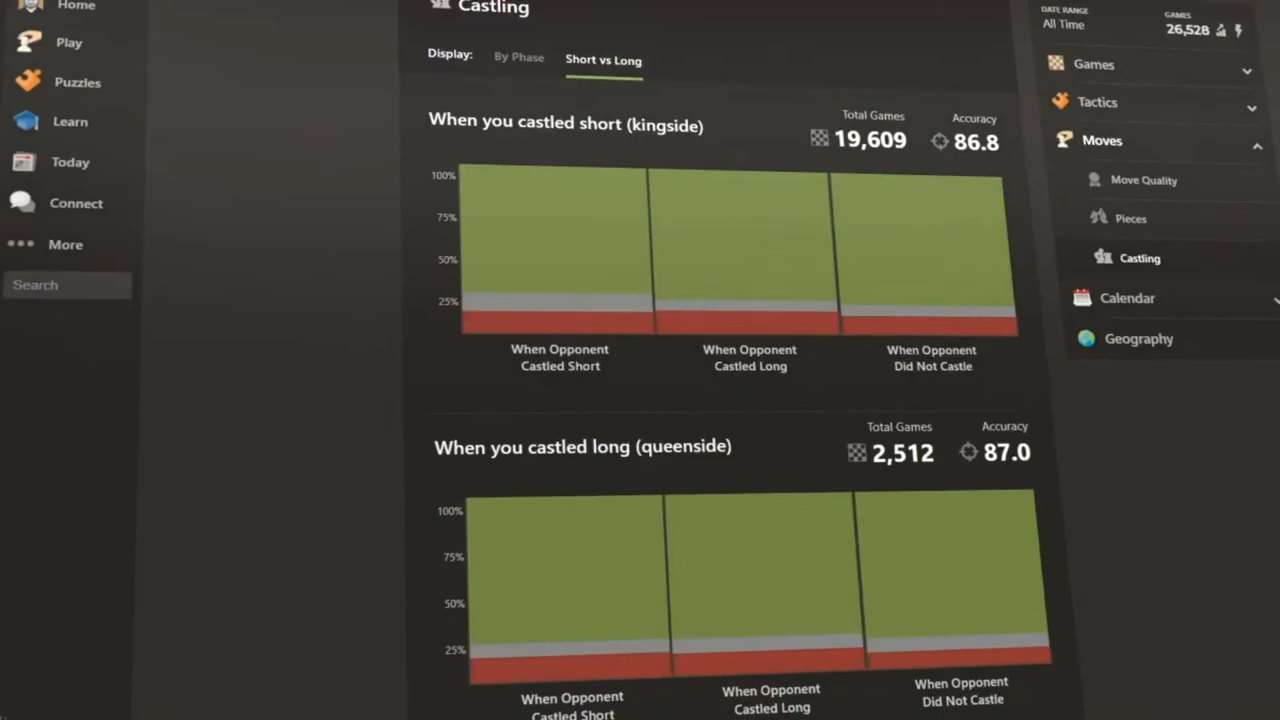 Home
Play
Puzzles
Learn
Today
Connect
More
Search
Castling
Display: By Phase Short vs Long
When you castled short (kingside)
Total Games Accuracy
19,609 86.8
100%
75%
50%
25%
When Opponent Castled Short
When Opponent Castled Long
When Opponent Did Not Castle
When you castled long (queenside)
Total Games Accuracy
2,512 87.0
100%
75%
50%
25%
When Opponent Castled Short
When Opponent Castled Long
When Opponent Did Not Castle
DATE RANGE GAMES
All Time 26,528
Games
Tactics
Moves
Move Quality
Pieces
Castling
Calendar
Geography